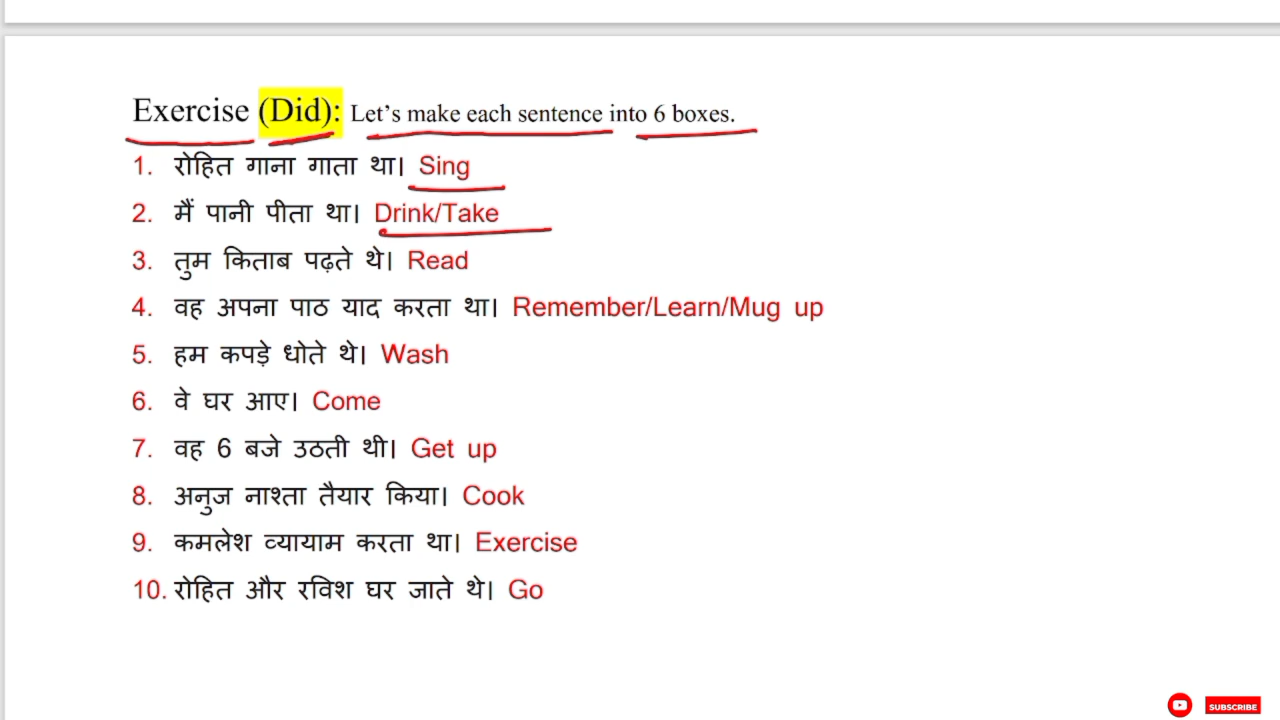 Exercise (Did): Let's make each sentence into 6 boxes.
1. रोहित गाना गाता था। Sing
2. मैं पानी पीता था। Drink/Take
3. तुम किताब पढ़ते थे। Read
4. वह अपना पाठ याद करता था। Remember/Learn/Mug up
5. हम कपड़े धोते थे। Wash
6. वे घर आए। Come
7. वह 6 बजे उठती थी। Get up
8. अनुज नाश्ता तैयार किया। Cook
9. कमलेश व्यायाम करता था। Exercise
10. रोहित और रविश घर जाते थे। Go
SUBSCRIBE